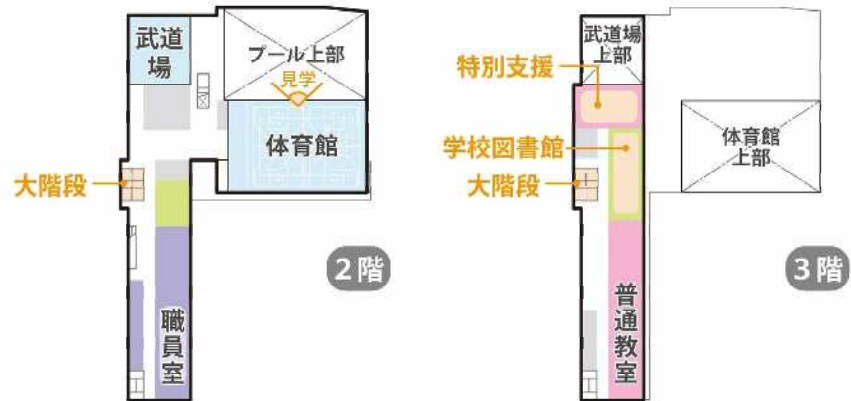 武道
場
プール上部
見学
体育館
大階段
職員室
2階
武道場
上部
特別支援
学校図書館
大階段
体育館
上部
普通教室
3階